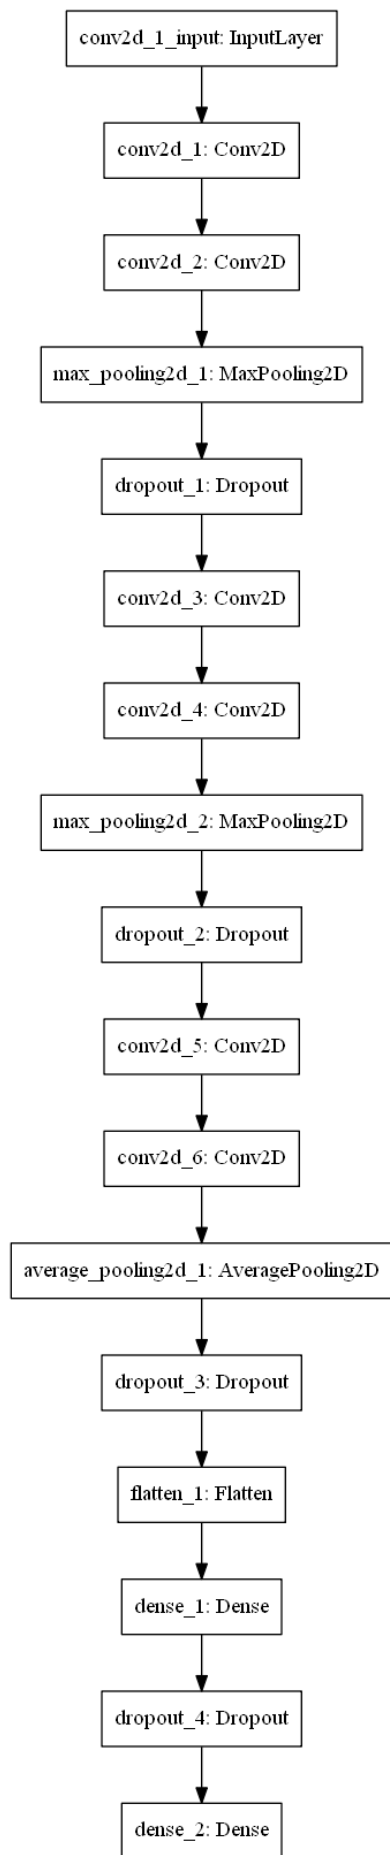 conv2d_1_input: InputLayer
conv2d_1: Conv2D
conv2d_2: Conv2D
max_pooling2d_1: MaxPooling2D
dropout_1: Dropout
conv2d_3: Conv2D
conv2d_4: Conv2D
max_pooling2d_2: MaxPooling2D
dropout_2: Dropout
conv2d_5: Conv2D
conv2d_6: Conv2D
average_pooling2d_1: AveragePooling2D
dropout_3: Dropout
flatten_1: Flatten
dense_1: Dense
dropout_4: Dropout
dense_2: Dense